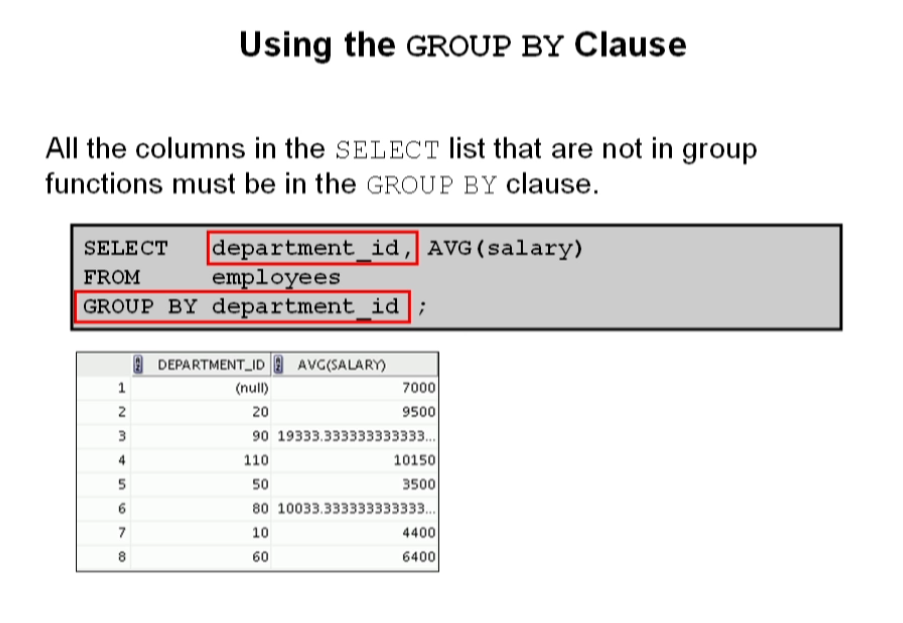 Using the GROUP BY Clause
All the columns in the SELECT list that are not in group
functions must be in the GROUP BY clause.
SELECT department_id, AVG(salary)
FROM employees
GROUP BY department_id ;
DEPARTMENT_ID AVG(SALARY)
1 (null) 7000
2 20 9500
3 90 19333.333333333333...
4 110 10150
5 50 3500
6 80 10033.333333333333...
7 10 4400
8 60 6400